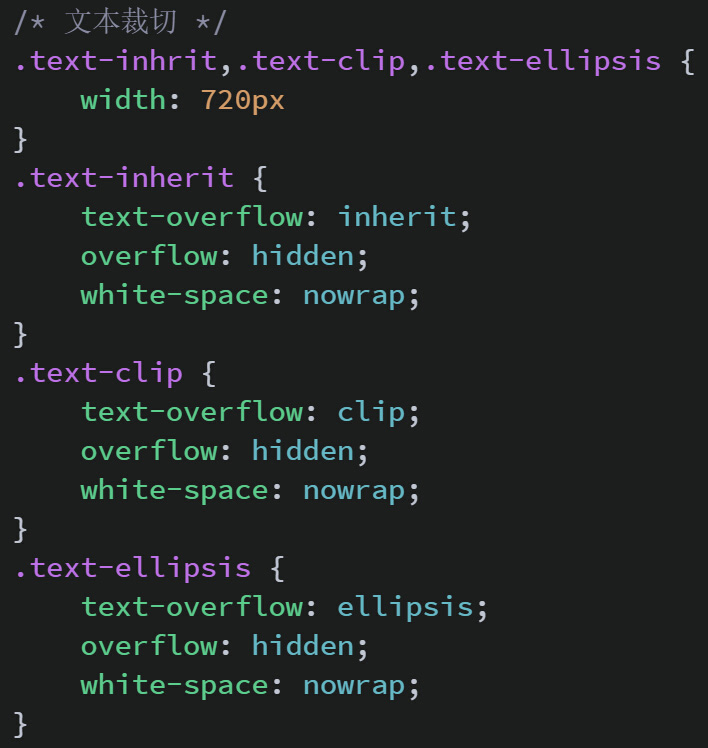 /* 文本裁切 */
.text-inhrit,.text-clip,.text-ellipsis {
    width: 720px
}
.text-inherit {
    text-overflow: inherit;
    overflow: hidden;
    white-space: nowrap;
}
.text-clip {
    text-overflow: clip;
    overflow: hidden;
    white-space: nowrap;
}
.text-ellipsis {
    text-overflow: ellipsis;
    overflow: hidden;
    white-space: nowrap;
}